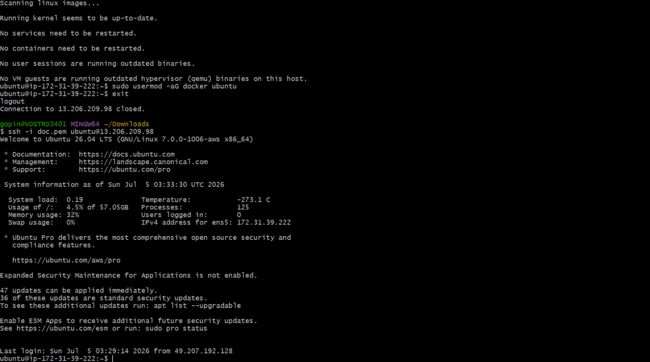 Scanning linux images...
Running kernel seems to be up-to-date.
No services need to be restarted.
No containers need to be restarted.
No user sessions are running outdated binaries.
No VM guests are running outdated hypervisor (qemu) binaries on this host.
ubuntu@ip-172-31-39-222:~$ sudo usermod -aG docker ubuntu
ubuntu@ip-172-31-39-222:~$ exit
logout
Connection to 13.206.209.98 closed.
gopin@VOSTRO3401 MINGW64 ~/Downloads
$ ssh -i doc.pem ubuntu@13.206.209.98
Welcome to Ubuntu 26.04 LTS (GNU/Linux 7.0.0-1006-aws x86_64)
* Documentation:  https://docs.ubuntu.com
* Management:     https://landscape.canonical.com
* Support:        https://ubuntu.com/pro
System information as of Sun Jul  5 03:33:30 UTC 2026
System load:  0.19               Temperature:           -273.1 C
Usage of /:   4.5% of 57.05GB   Processes:             125
Memory usage: 32%                Users logged in:       0
Swap usage:   0%                 IPv4 address for ens5: 172.31.39.222
* Ubuntu Pro delivers the most comprehensive open source security and
compliance features.
https://ubuntu.com/aws/pro
Expanded Security Maintenance for Applications is not enabled.
47 updates can be applied immediately.
36 of these updates are standard security updates.
To see these additional updates run: apt list --upgradable
Enable ESM Apps to receive additional future security updates.
See https://ubuntu.com/esm or run: sudo pro status
Last login: Sun Jul  5 03:29:14 2026 from 49.207.192.128
ubuntu@ip-172-31-39-222:~$